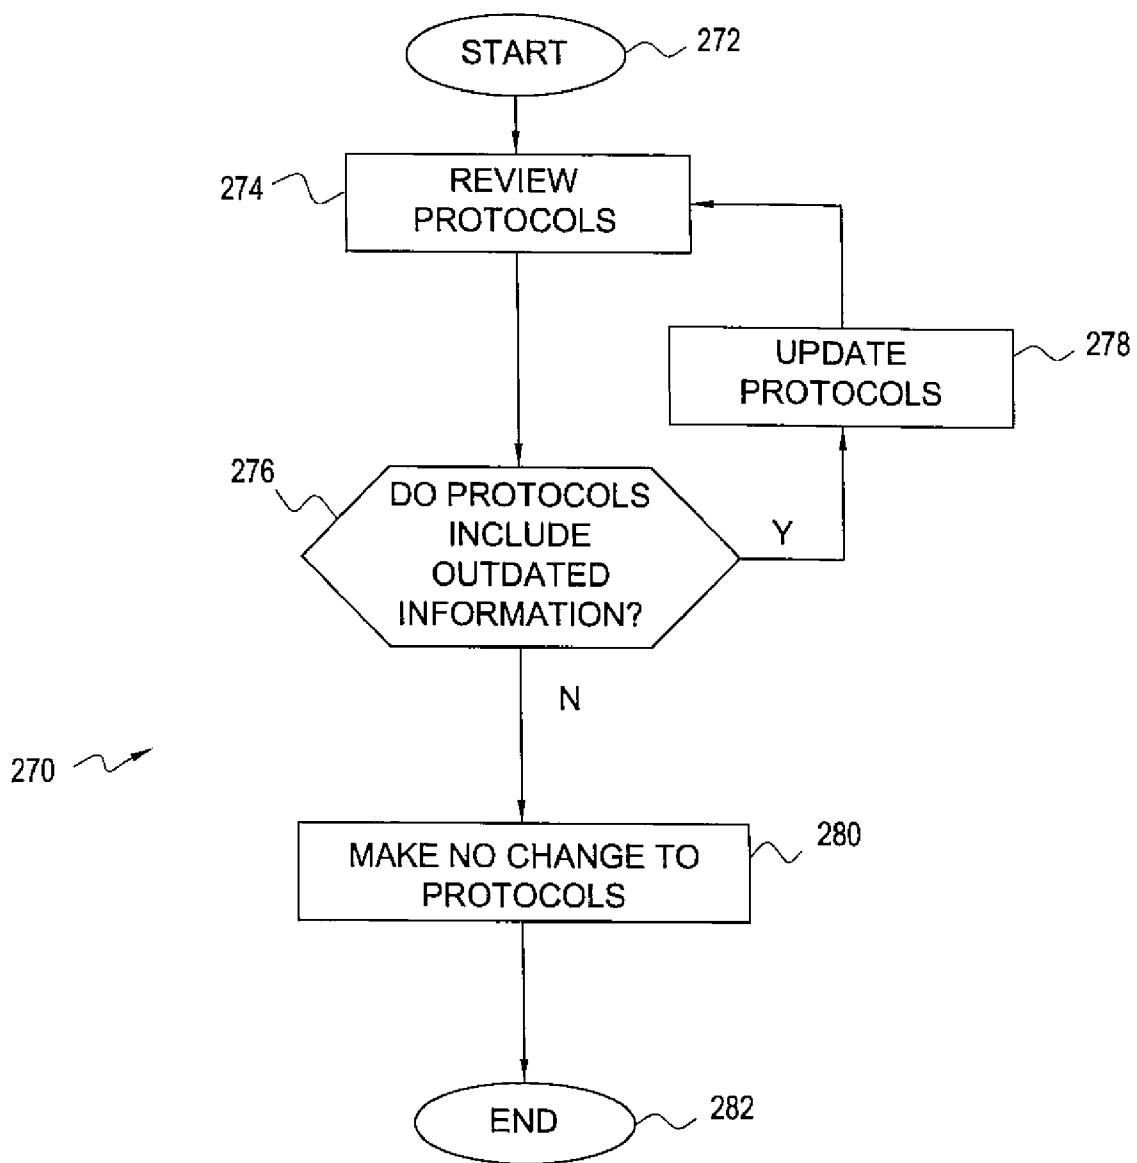 START
272
274
REVIEW
PROTOCOLS
UPDATE
PROTOCOLS
278
276
DO PROTOCOLS
INCLUDE
OUTDATED
INFORMATION?
Y
N
270
MAKE NO CHANGE TO
PROTOCOLS
280
END
282